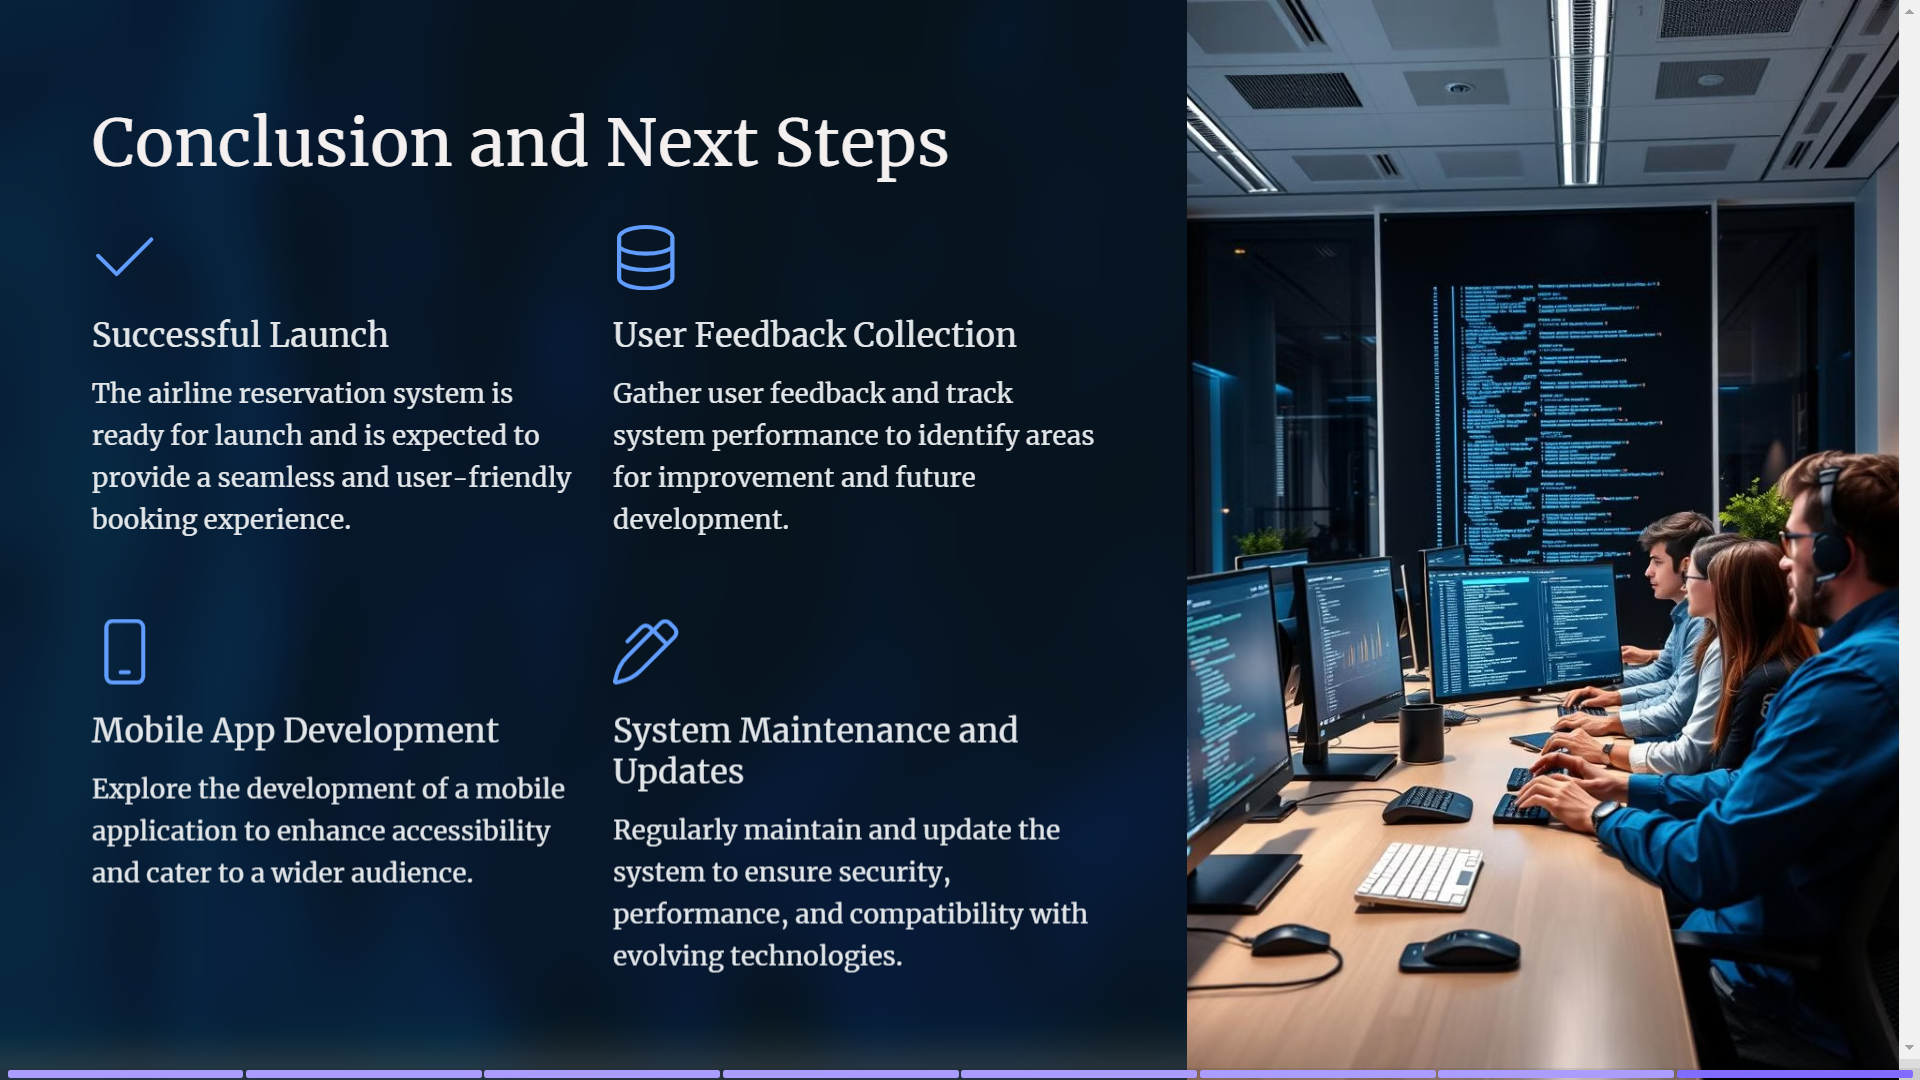 Conclusion and Next Steps
Successful Launch
The airline reservation system is
ready for launch and is expected to
provide a seamless and user-friendly
booking experience.
User Feedback Collection
Gather user feedback and track
system performance to identify areas
for improvement and future
development.
Mobile App Development
Explore the development of a mobile
application to enhance accessibility
and cater to a wider audience.
System Maintenance and
Updates
Regularly maintain and update the
system to ensure security,
performance, and compatibility with
evolving technologies.